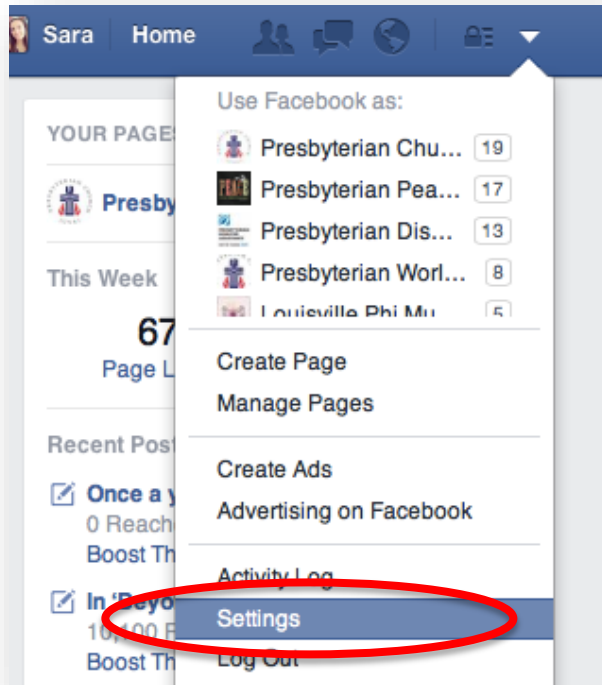 Sara Home
Use Facebook as:
YOUR PAGES
Presbyterian Chu... 19
Presbyterian Pea... 17
Presby
Presbyterian Dis... 13
Presbyterian Worl... 8
This Week
Louisville Phi Mu 5
67
Page L
Create Page
Manage Pages
Recent Post
Create Ads
Once a y
Advertising on Facebook
0 Reach
Boost Th
Activity Log
In ‘Beyo
Settings
10,100 R
Boost Th
Log Out